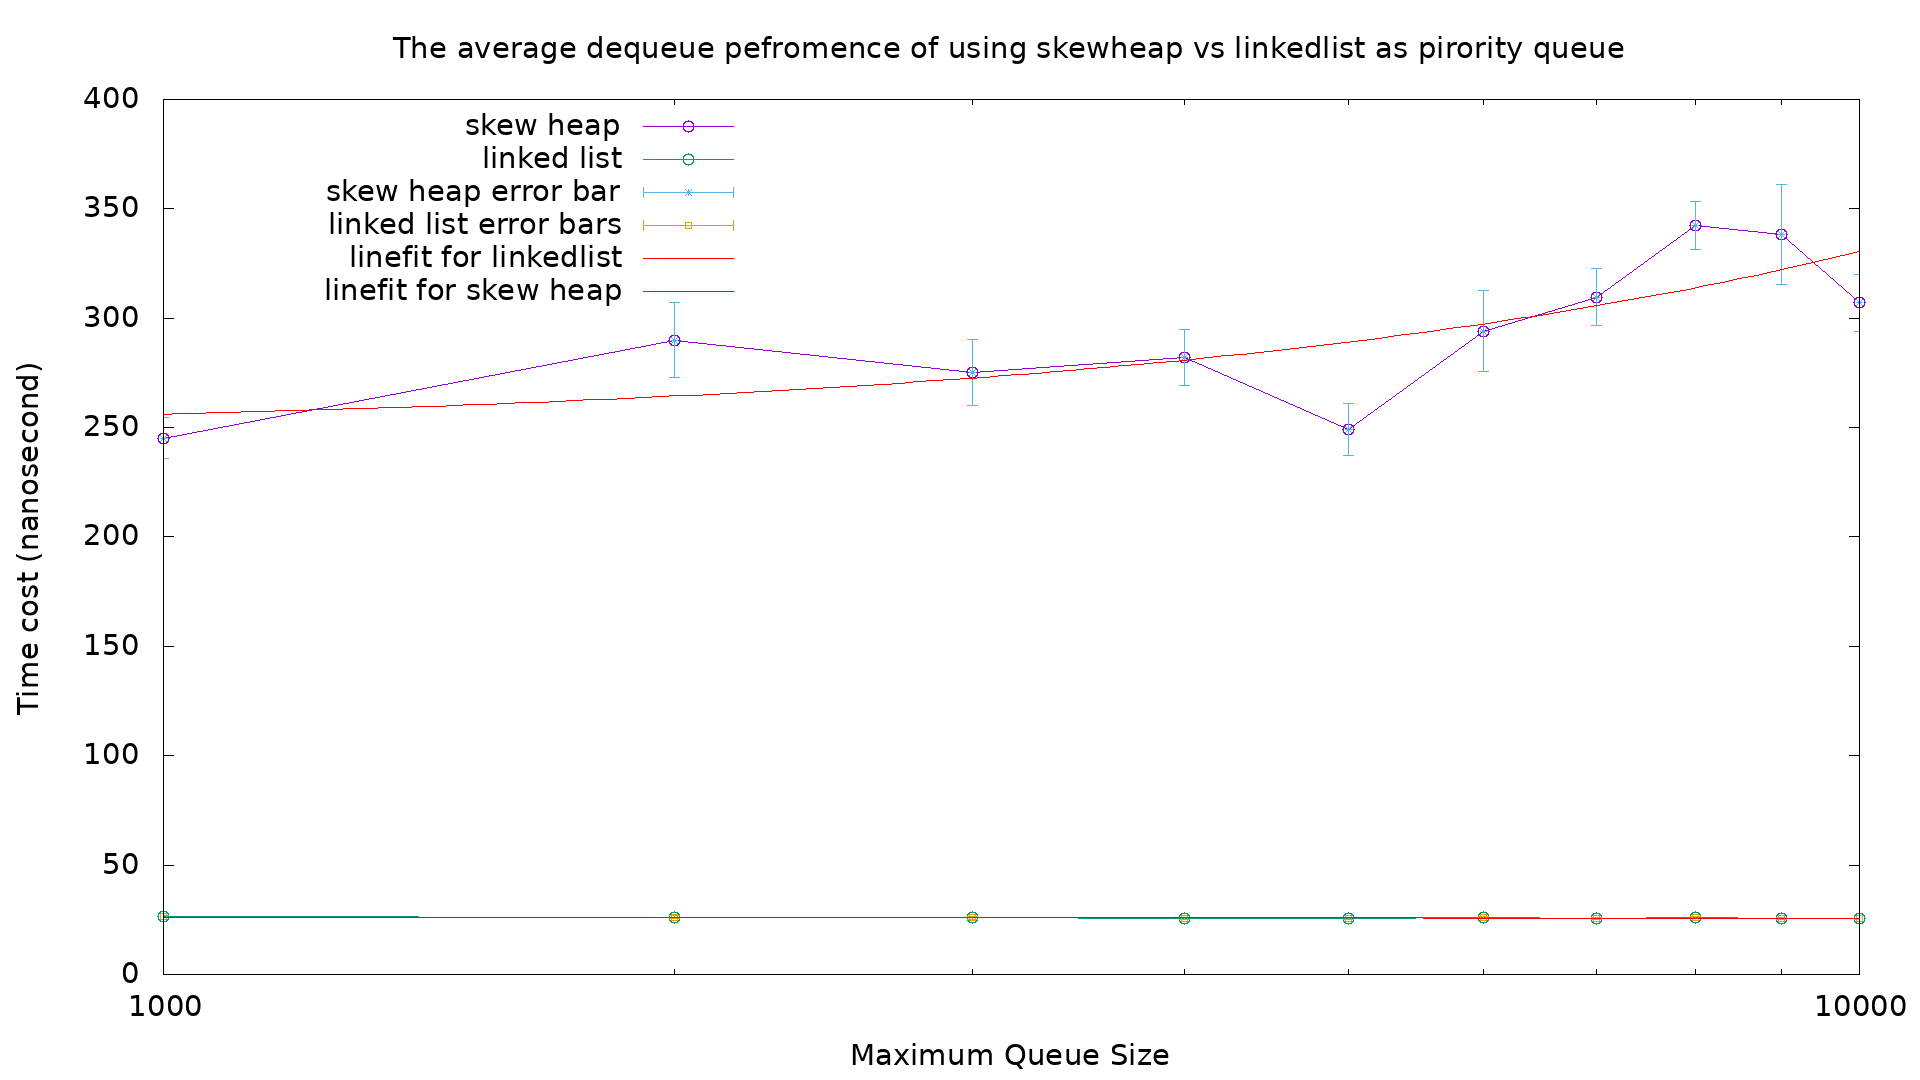 The average dequeue pefromence of using skewheap vs linkedlist as pirority queue
400
350
300
250
200
150
100
50
0
Time cost (nanosecond)
skew heap
linked list
skew heap error bar
linked list error bars
linefit for linkedlist
linefit for skew heap
1000
10000
Maximum Queue Size